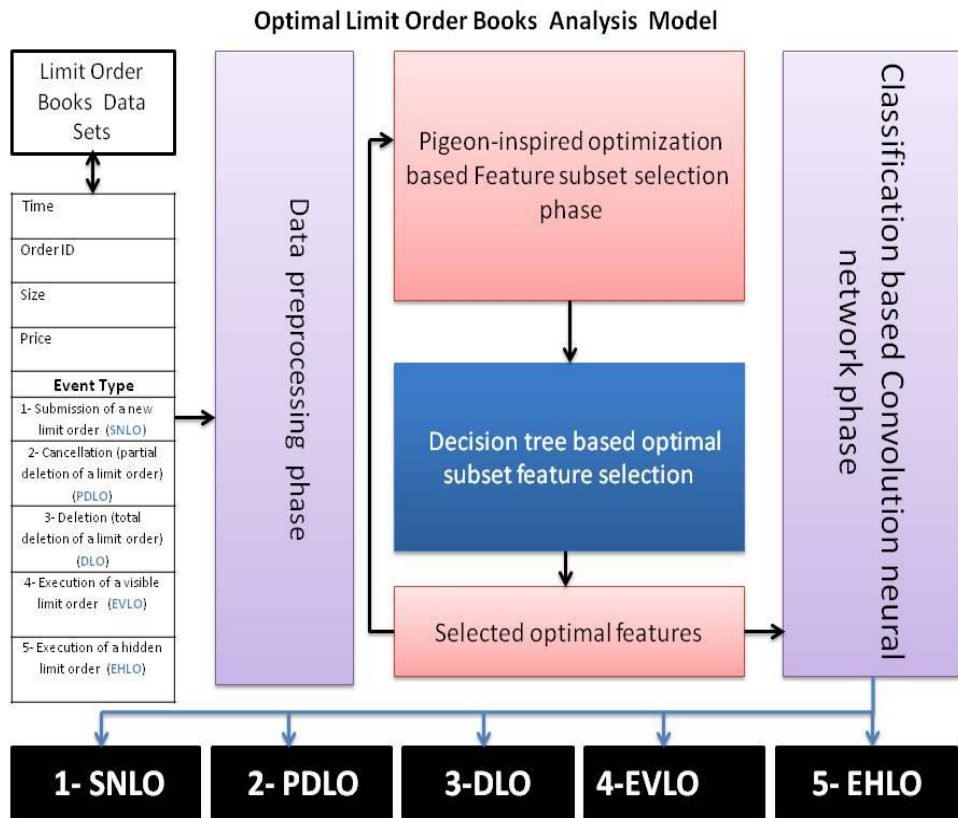 Optimal Limit Order Books Analysis Model
Limit Order
Books Data
Sets
Time
Order ID
Size
Price
Event Type
1- Submission of a new
limit order (SNLO)
2- Cancellation (partial
deletion of a limit order)
(PDLO)
3- Deletion (total
deletion of a limit order)
(DLO)
4- Execution of a visible
limit order (EVLO)
5- Execution of a hidden
limit order (EHLO)
Data preprocessing phase
Pigeon-inspired optimization
based Feature subset selection
phase
Decision tree based optimal
subset feature selection
Selected optimal features
Classification based Convolution neural
network phase
1- SNLO
2- PDLO
3-DLO
4-EVLO
5- EHLO